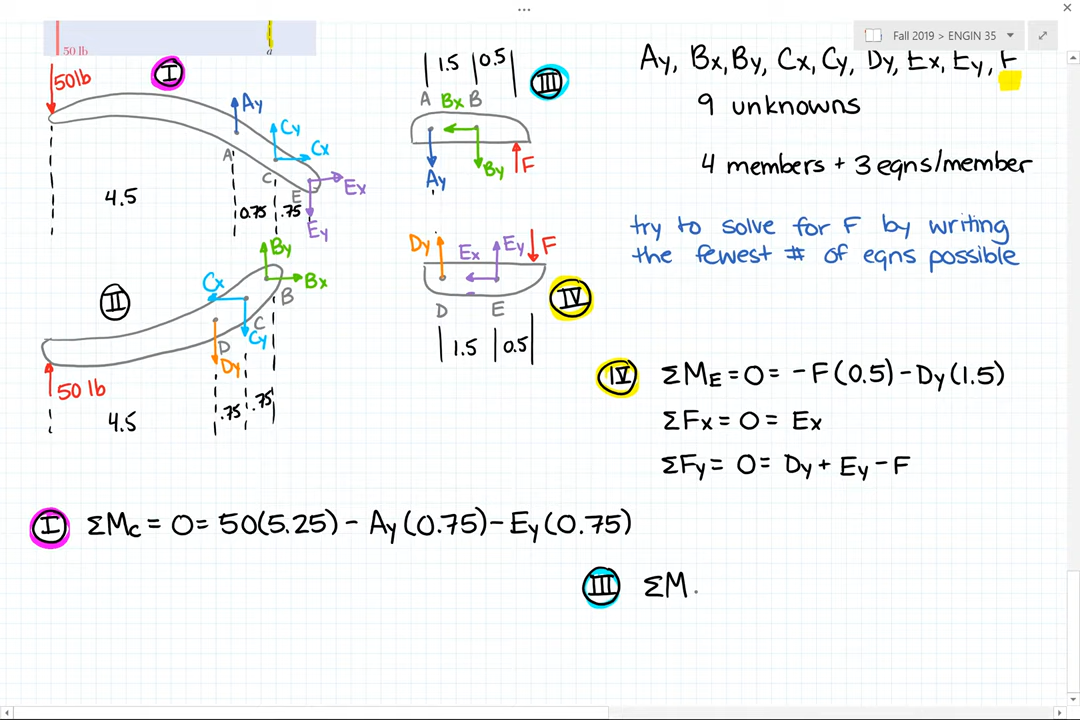 ...
Fall 2019 > ENGIN 35
50 lb
a
Ay, Bx, By, Cx, Cy, Dy, Ex, Ey, F
9 unknowns
4 members + 3 eqns/member
try to solve for F by writing
the fewest # of eqns possible
50lb
I
Ay
Cy
Cx
A
C
E
Ex
Ey
4.5
0.75
.75
1.5
0.5
III
A
Bx
B
Ay
By
F
II
Cx
By
Bx
B
C
Cy
D
Dy
50 lb
4.5
.75
.75
Dy
Ex
Ey
F
D
E
IV
1.5
0.5
IV ΣME = 0 = -F(0.5) - Dy(1.5)
ΣFx = 0 = Ex
ΣFy = 0 = Dy + Ey - F
I ΣMc = 0 = 50(5.25) - Ay(0.75) - Ey(0.75)
III ΣM